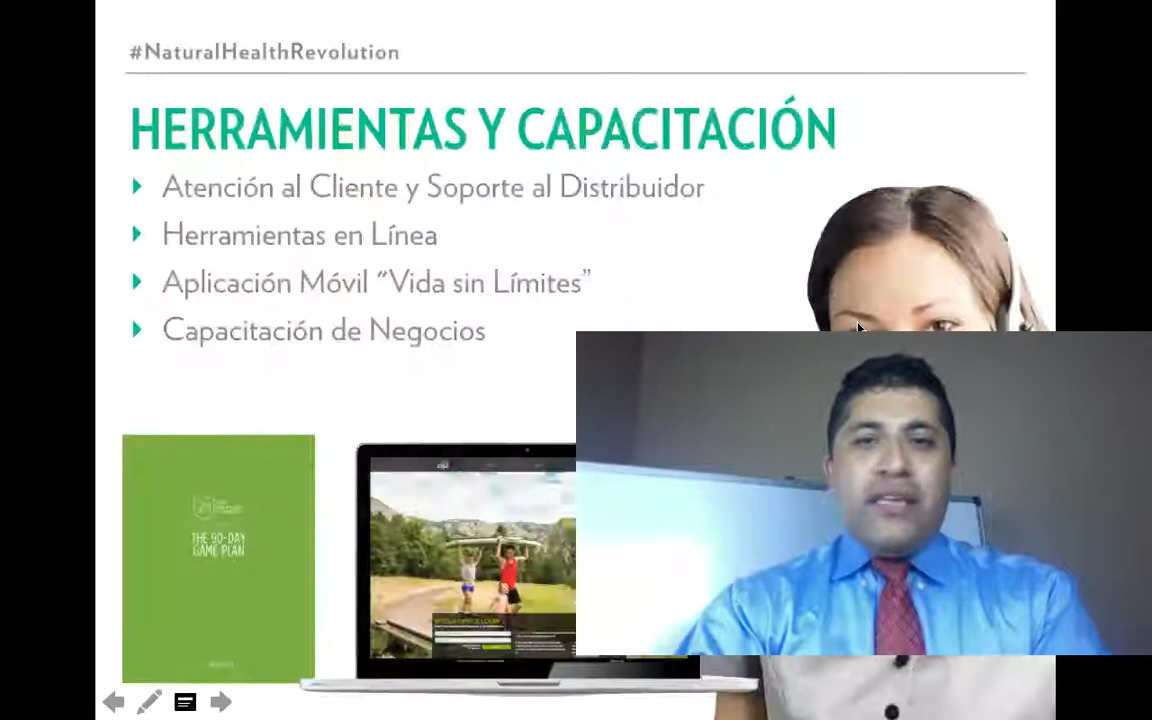 #NaturalHealthRevolution
HERRAMIENTAS Y CAPACITACIÓN
Atención al Cliente y Soporte al Distribuidor
Herramientas en Línea
Aplicación Móvil "Vida sin Límites"
Capacitación de Negocios
THE 90-DAY
GAME PLAN